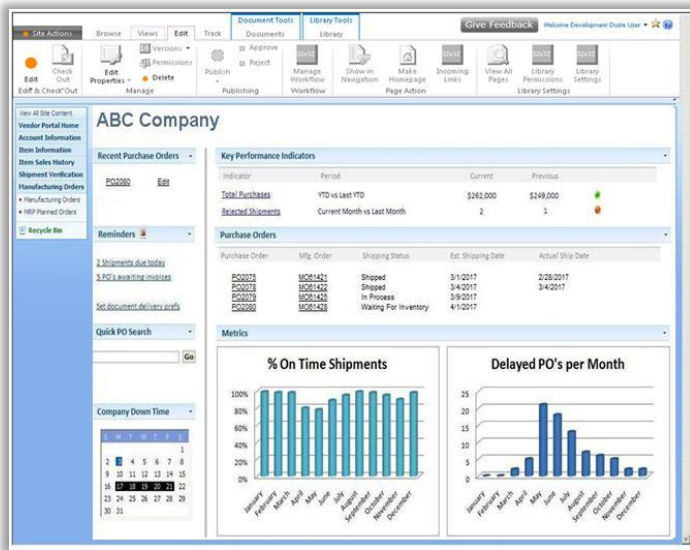 Document Tools
Library Tools
Site Actions
Browse
Views
Edit
Track
Documents
Library
Give Feedback
Welcome Development Duzie User
Edit
Check Out
Edit & Check Out
Edit Properties
Versions
Permissions
Delete
Manage
Publish
Approve
Reject
Publishing
32x32
Manage Workflow
Workflow
32x32
Show in Navigation
32x32
Make Homepage
32x32
Incoming Links
Page Action
32x32
View All Pages
32x32
Library Permissions
32x32
Library Settings
Library Settings
View All Site Content
Vendor Portal Home
Account Information
Item Information
Item Sales History
Shipment Verification
Manufacturing Orders
Manufacturing Orders
MRP Planned Orders
Recycle Bin
ABC Company
Recent Purchase Orders
PO2080 Edit
Reminders
2 Shipments due today
5 PO's awaiting invoices
Set document delivery prefs
Quick PO Search
Go
Company Down Time
S M T W T F S
1
2 3 4 5 6 7 8
9 10 11 12 13 14 15
16 17 18 19 20 21 22
23 24 25 26 27 28 29
30 31
Key Performance Indicators
Indicator Period Current Previous
Total Purchases YTD vs Last YTD $262,000 $249,000
Rejected Shipments Current Month vs Last Month 2 1
Purchase Orders
Purchase Order Mfg. Order Shipping Status Est. Shipping Date Actual Ship Date
PO2075 MO61421 Shipped 3/1/2017 2/28/2017
PO2078 MO61422 Shipped 3/4/2017 3/4/2017
PO2079 MO61425 In Process 3/9/2017
PO2080 MO61428 Waiting For Inventory 4/1/2017
Metrics
% On Time Shipments
100%
80%
60%
40%
20%
0%
January
February
March
April
May
June
July
August
September
October
November
December
Delayed PO's per Month
25
20
15
10
5
0
January
February
March
April
May
June
July
August
September
October
November
December